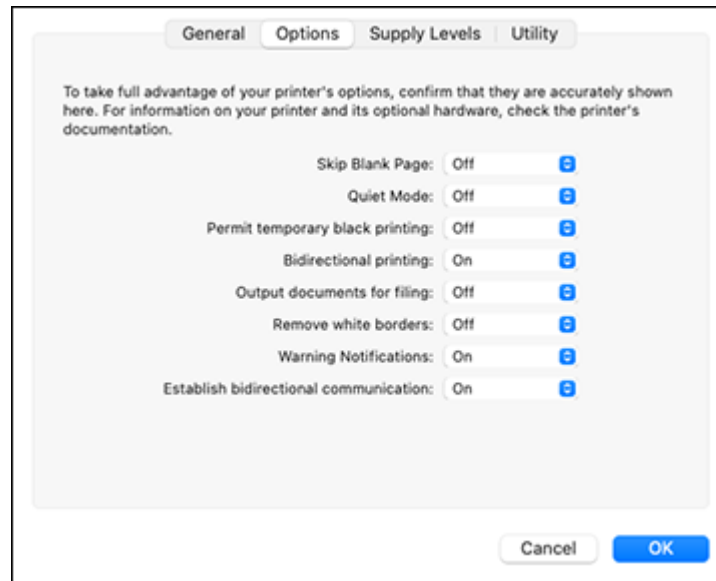 General Options Supply Levels Utility
To take full advantage of your printer's options, confirm that they are accurately shown
here. For information on your printer and its optional hardware, check the printer's
documentation.
Skip Blank Page: Off
Quiet Mode: Off
Permit temporary black printing: Off
Bidirectional printing: On
Output documents for filing: Off
Remove white borders: Off
Warning Notifications: On
Establish bidirectional communication: On
Cancel OK